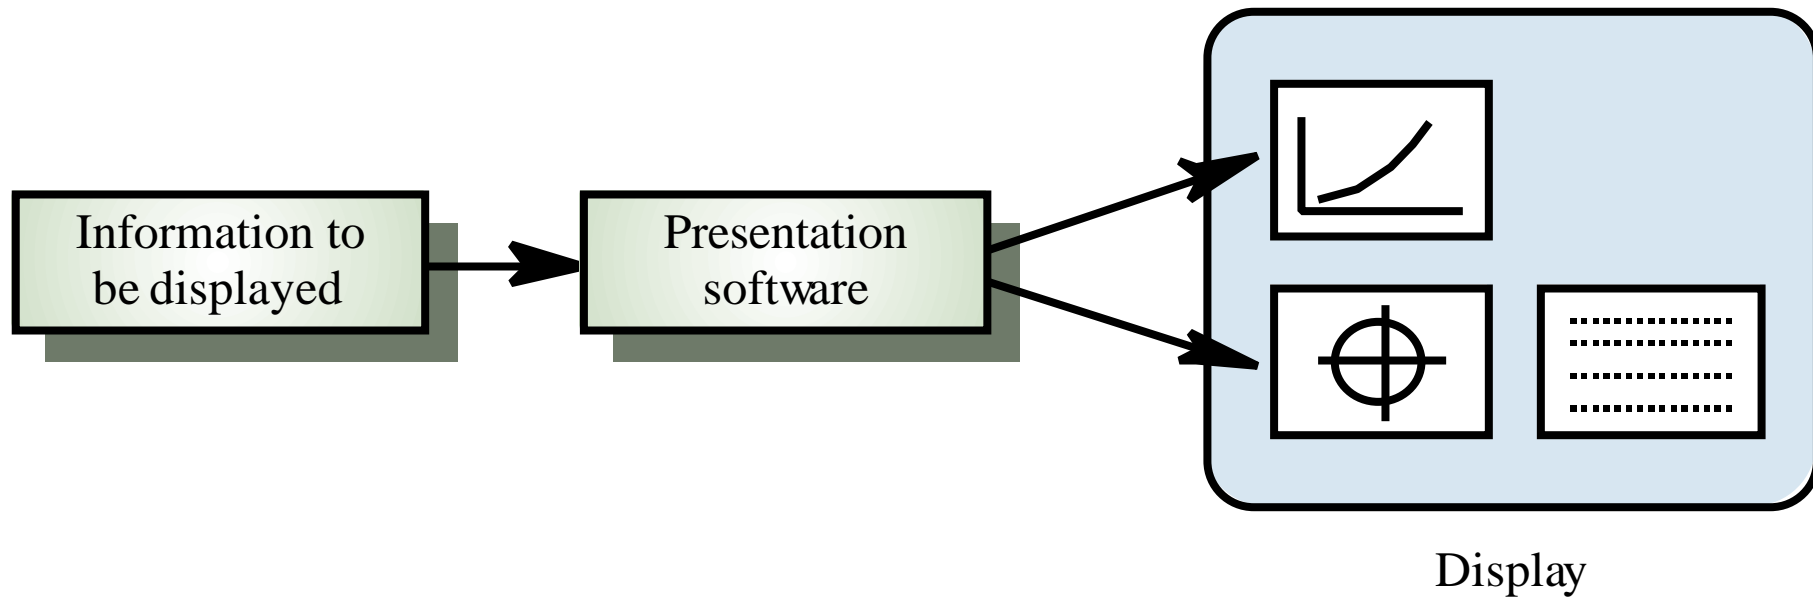 Information to
be displayed
Presentation
software
Display